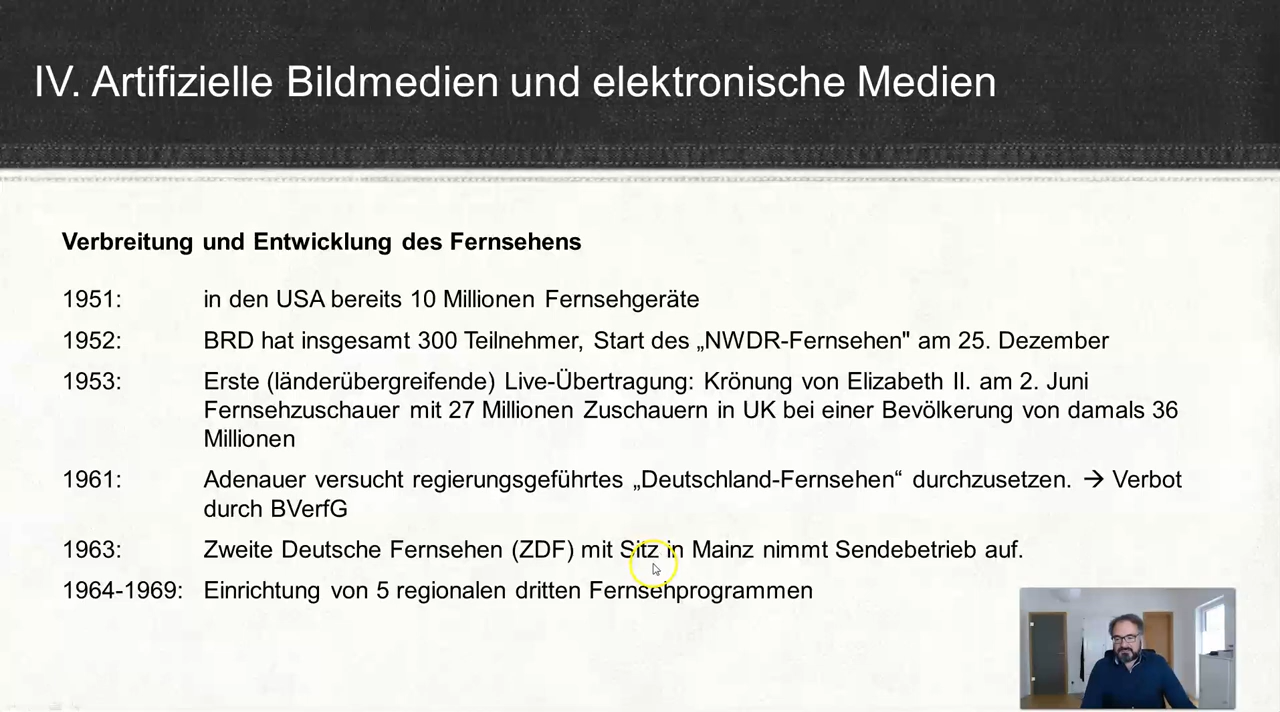 IV. Artifizielle Bildmedien und elektronische Medien
Verbreitung und Entwicklung des Fernsehens
1951: in den USA bereits 10 Millionen Fernsehgeräte
1952: BRD hat insgesamt 300 Teilnehmer, Start des „NWDR-Fernsehen" am 25. Dezember
1953: Erste (länderübergreifende) Live-Übertragung: Krönung von Elizabeth II. am 2. Juni
Fernsehzuschauer mit 27 Millionen Zuschauern in UK bei einer Bevölkerung von damals 36
Millionen
1961: Adenauer versucht regierungsgeführtes „Deutschland-Fernsehen“ durchzusetzen. → Verbot
durch BVerfG
1963: Zweite Deutsche Fernsehen (ZDF) mit Sitz in Mainz nimmt Sendebetrieb auf.
1964-1969: Einrichtung von 5 regionalen dritten Fernsehprogrammen